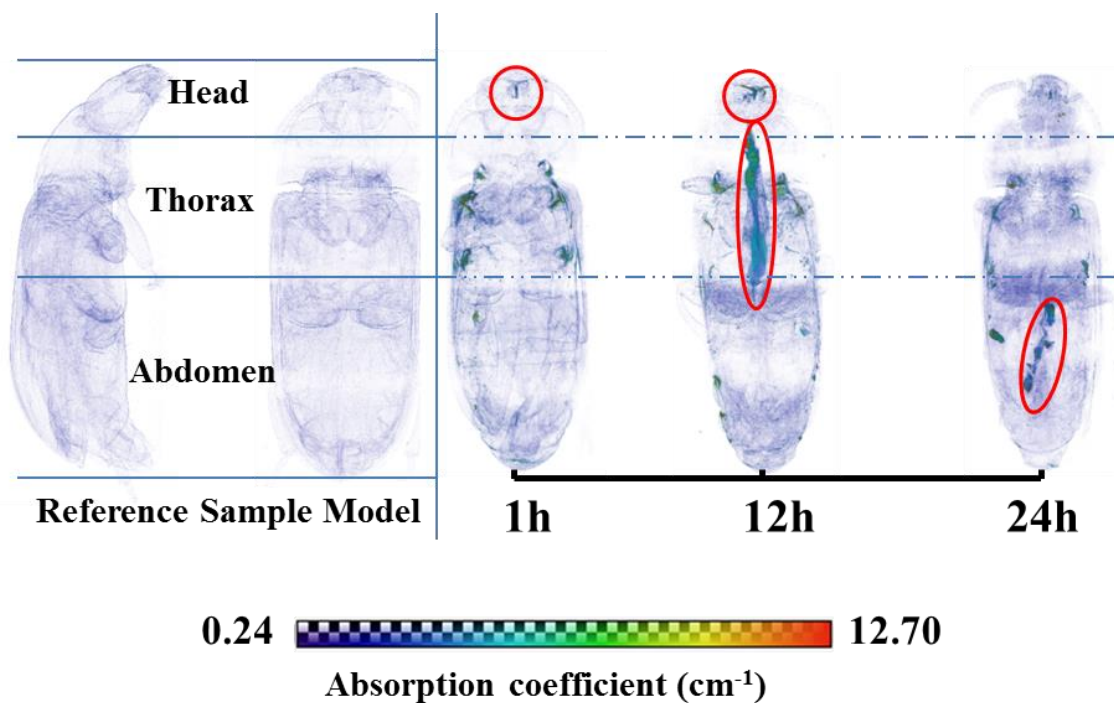 Head
Thorax
Abdomen
Reference Sample Model
1h
12h
24h
0.24
12.70
Absorption coefficient (cm⁻¹)